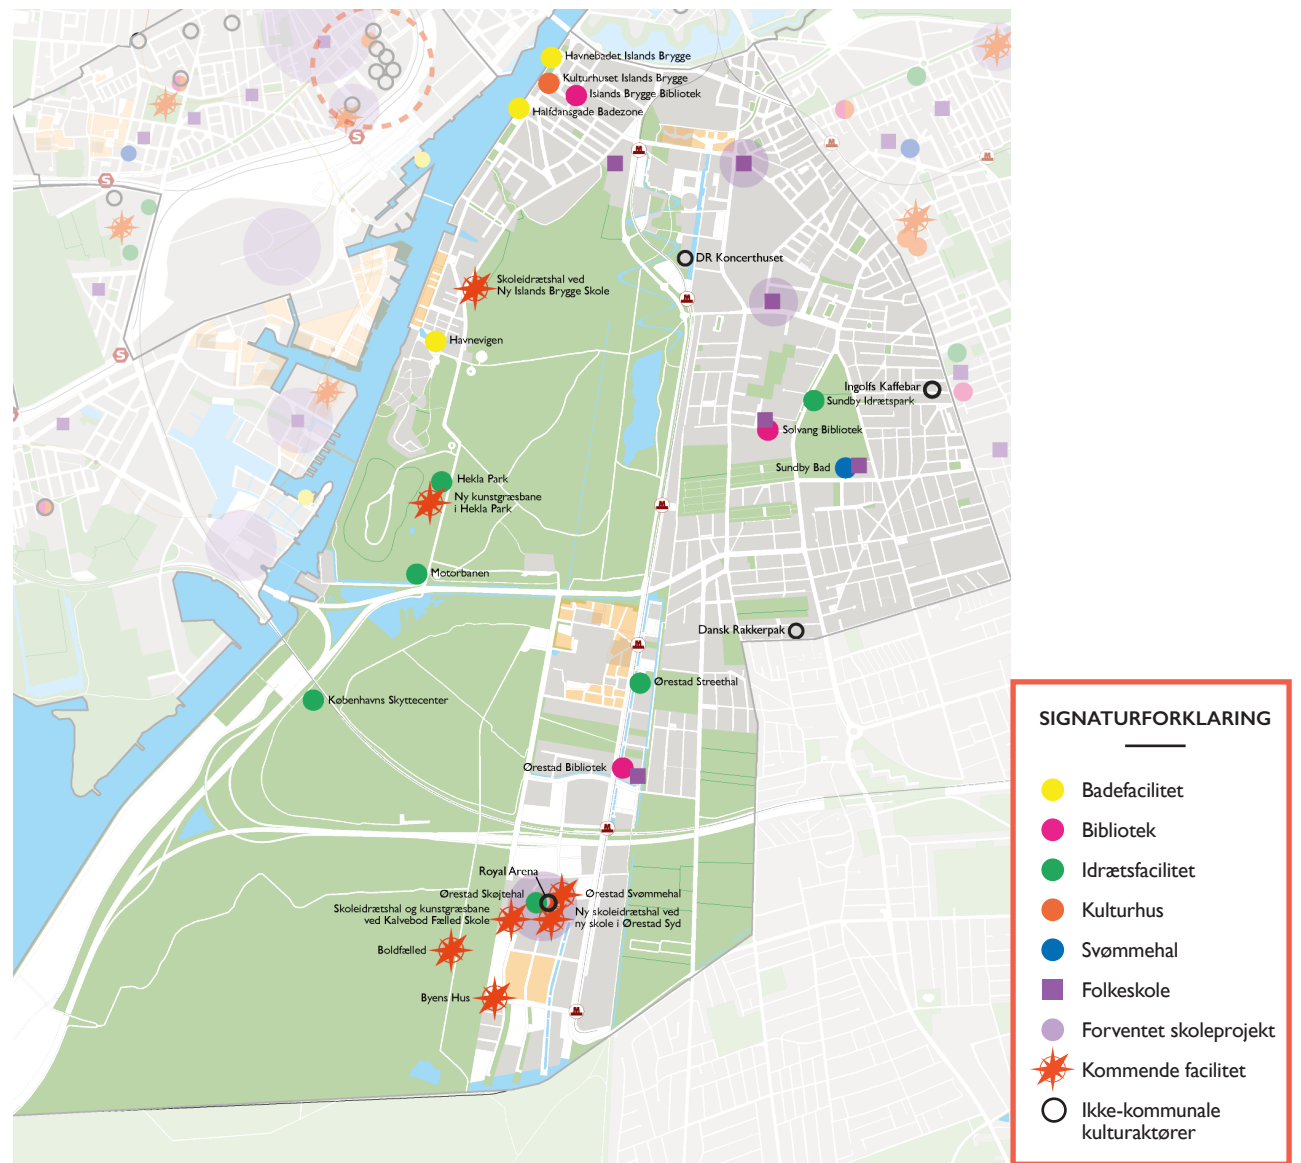 Havnebadet Islands Brygge
Kulturhuset Islands Brygge
Islands Brygge Bibliotek
Halfdansgade Badezone
DR Koncerthuset
Skoleidrætshal ved
Ny Islands Brygge Skole
Havnevigen
Ingolfs Kaffebar
Sundby Idrætspark
Solvang Bibliotek
Sundby Bad
Hekla Park
Ny kunstgræsbane
i Hekla Park
Motorbanen
Dansk Rakkerpak
Ørestad Streethal
Københavns Skyttecenter
Ørestad Bibliotek
Royal Arena
Ørestad Skøjtehal
Ørestad Svømmehal
Skoleidrætshal og kunstgræsbane
ved Kalvebod Fælled Skole
Ny skoleidrætshal ved
ny skole i Ørestad Syd
Boldfælled
Byens Hus
S
S
S
SIGNATURFORKLARING
Badefacilitet
Bibliotek
Idrætsfacilitet
Kulturhus
Svømmehal
Folkeskole
Forventet skoleprojekt
Kommende facilitet
Ikke-kommunale
kulturaktører